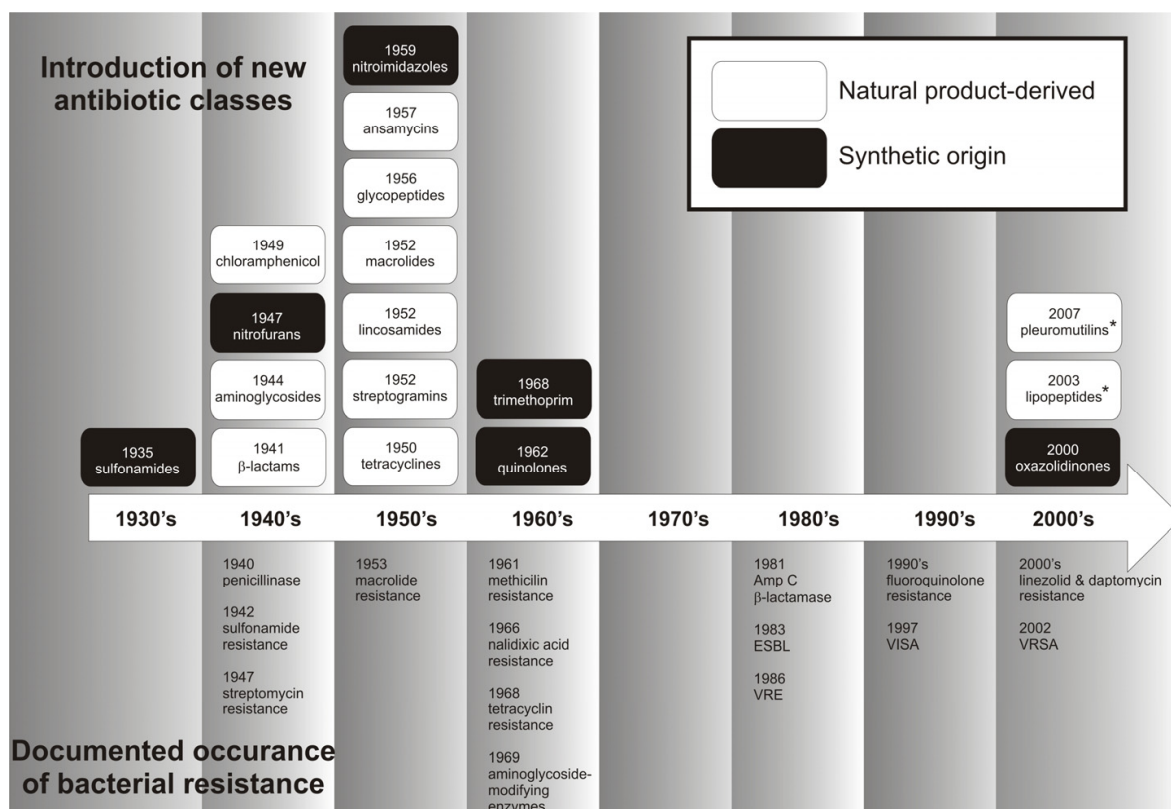 Introduction of new
antibiotic classes
1959
nitroimidazoles
1957
ansamycins
1956
glycopeptides
1952
macrolides
1952
lincosamides
1952
streptogramins
1950
tetracyclines
1949
chloramphenicol
1947
nitrofurans
1944
aminoglycosides
1941
β-lactams
1935
sulfonamides
1968
trimethoprim
1962
quinolones
2007
pleuromutilins*
2003
lipopeptides*
2000
oxazolidinones
Natural product-derived
Synthetic origin
1930's
1940's
1950's
1960's
1970's
1980's
1990's
2000's
1940
penicillinase
1942
sulfonamide
resistance
1947
streptomycin
resistance
1953
macrolide
resistance
1961
methicilin
resistance
1966
nalidixic acid
resistance
1968
tetracyclin
resistance
1969
aminoglycoside-
modifying
enzymes
1981
Amp C
β-lactamase
1983
ESBL
1986
VRE
1990's
fluoroquinolone
resistance
1997
VISA
2000's
linezolid & daptomycin
resistance
2002
VRSA
Documented occurance
of bacterial resistance